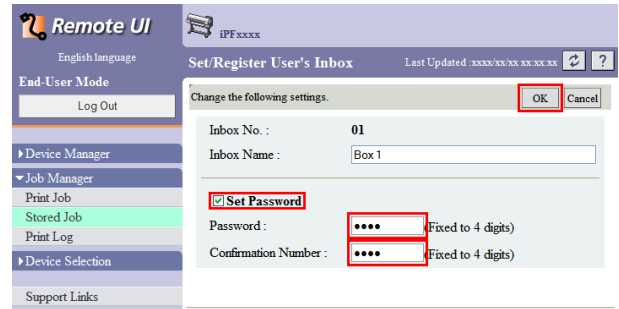 Remote UI
iPFxxxx
English language
Set/Register User's Inbox
Last Updated :xxxx/xx/xx xx:xx:xx
?
End-User Mode
Log Out
Change the following settings.
OK
Cancel
Inbox No. :
01
Inbox Name :
Box 1
Device Manager
Job Manager
Print Job
Stored Job
Print Log
Device Selection
Support Links
Set Password
Password :
••••
(Fixed to 4 digits)
Confirmation Number :
••••
(Fixed to 4 digits)